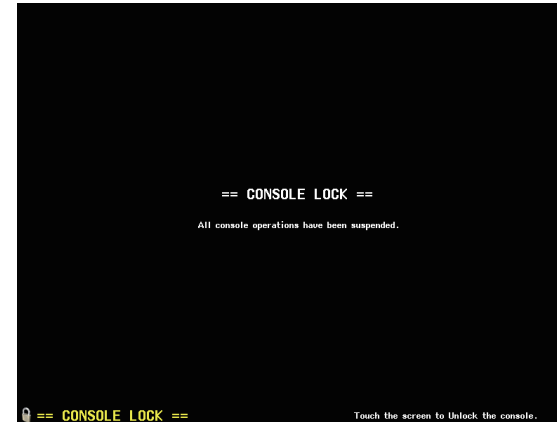 == CONSOLE LOCK ==
All console operations have been suspended.
== CONSOLE LOCK ==
Touch the screen to Unlock the console.